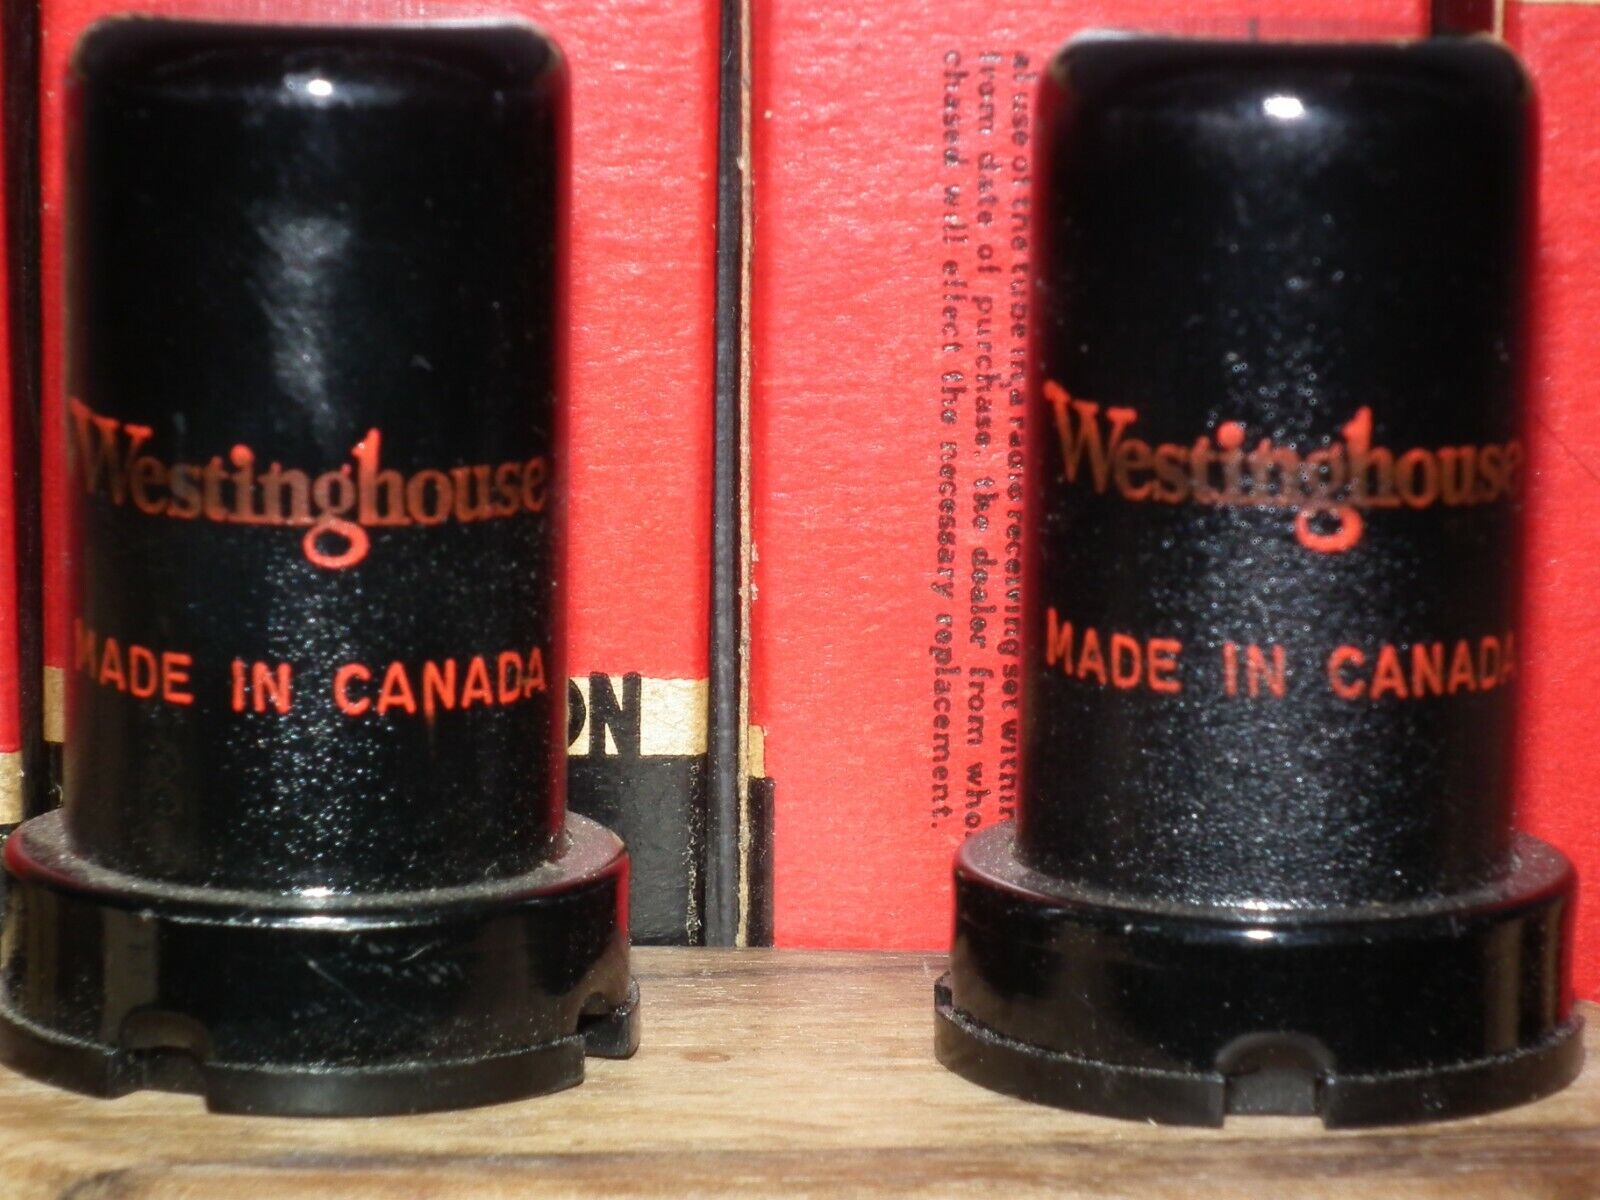 Westinghouse
MADE IN CANADA
ON
al use of the tube in a radio receiving set within
from date of purchase, the dealer from who
chased will effect the necessary replacement.
Westinghouse
MADE IN CANADA